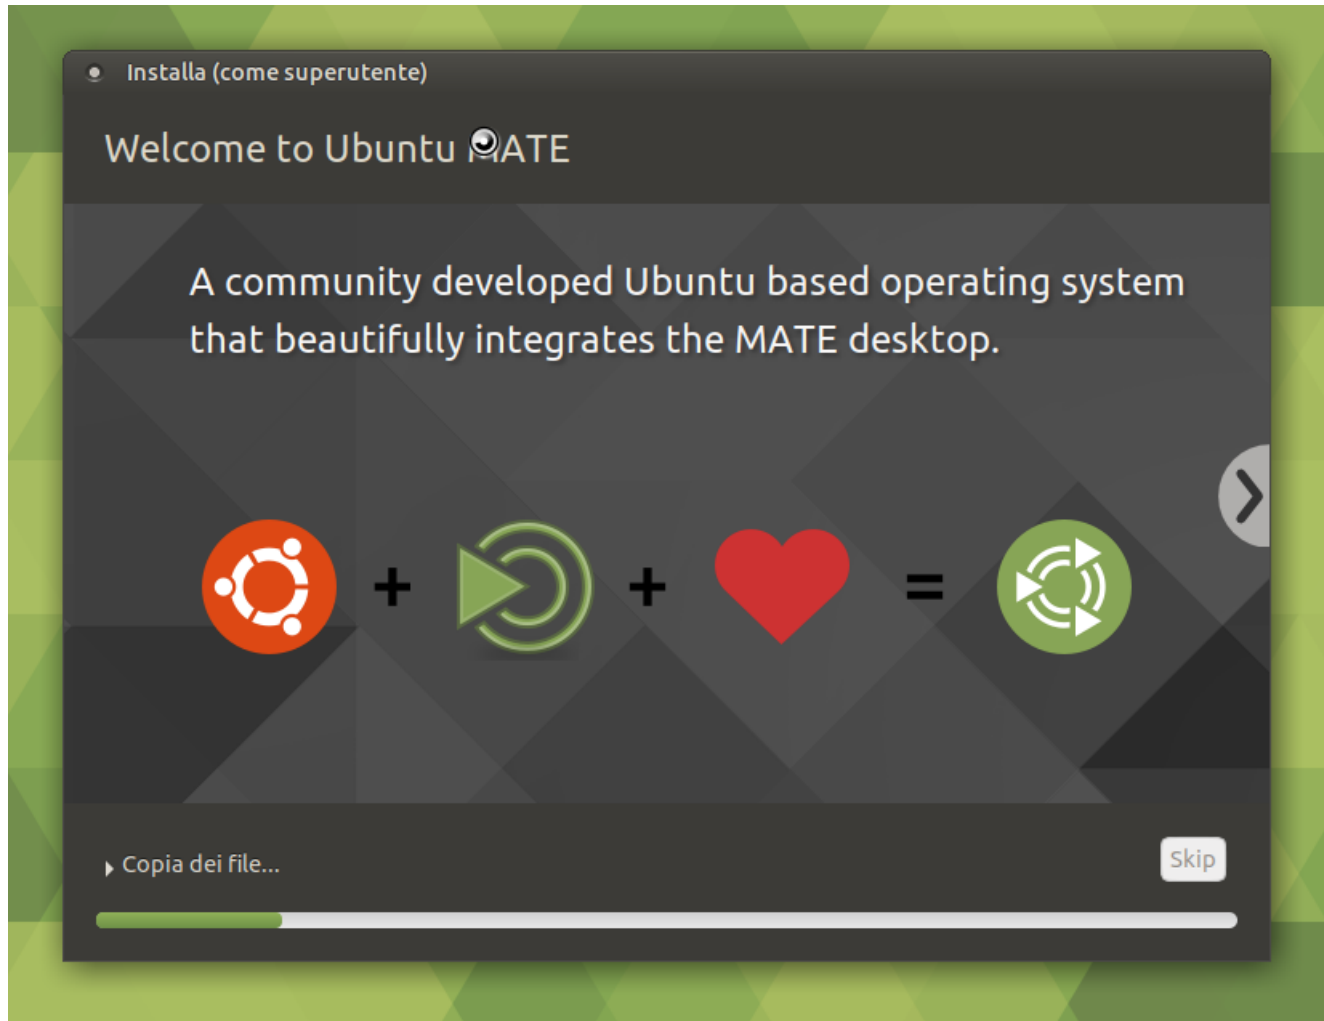 Installa (come superutente)
Welcome to Ubuntu MATE
A community developed Ubuntu based operating system
that beautifully integrates the MATE desktop.
+ + =
Copia dei file...
Skip